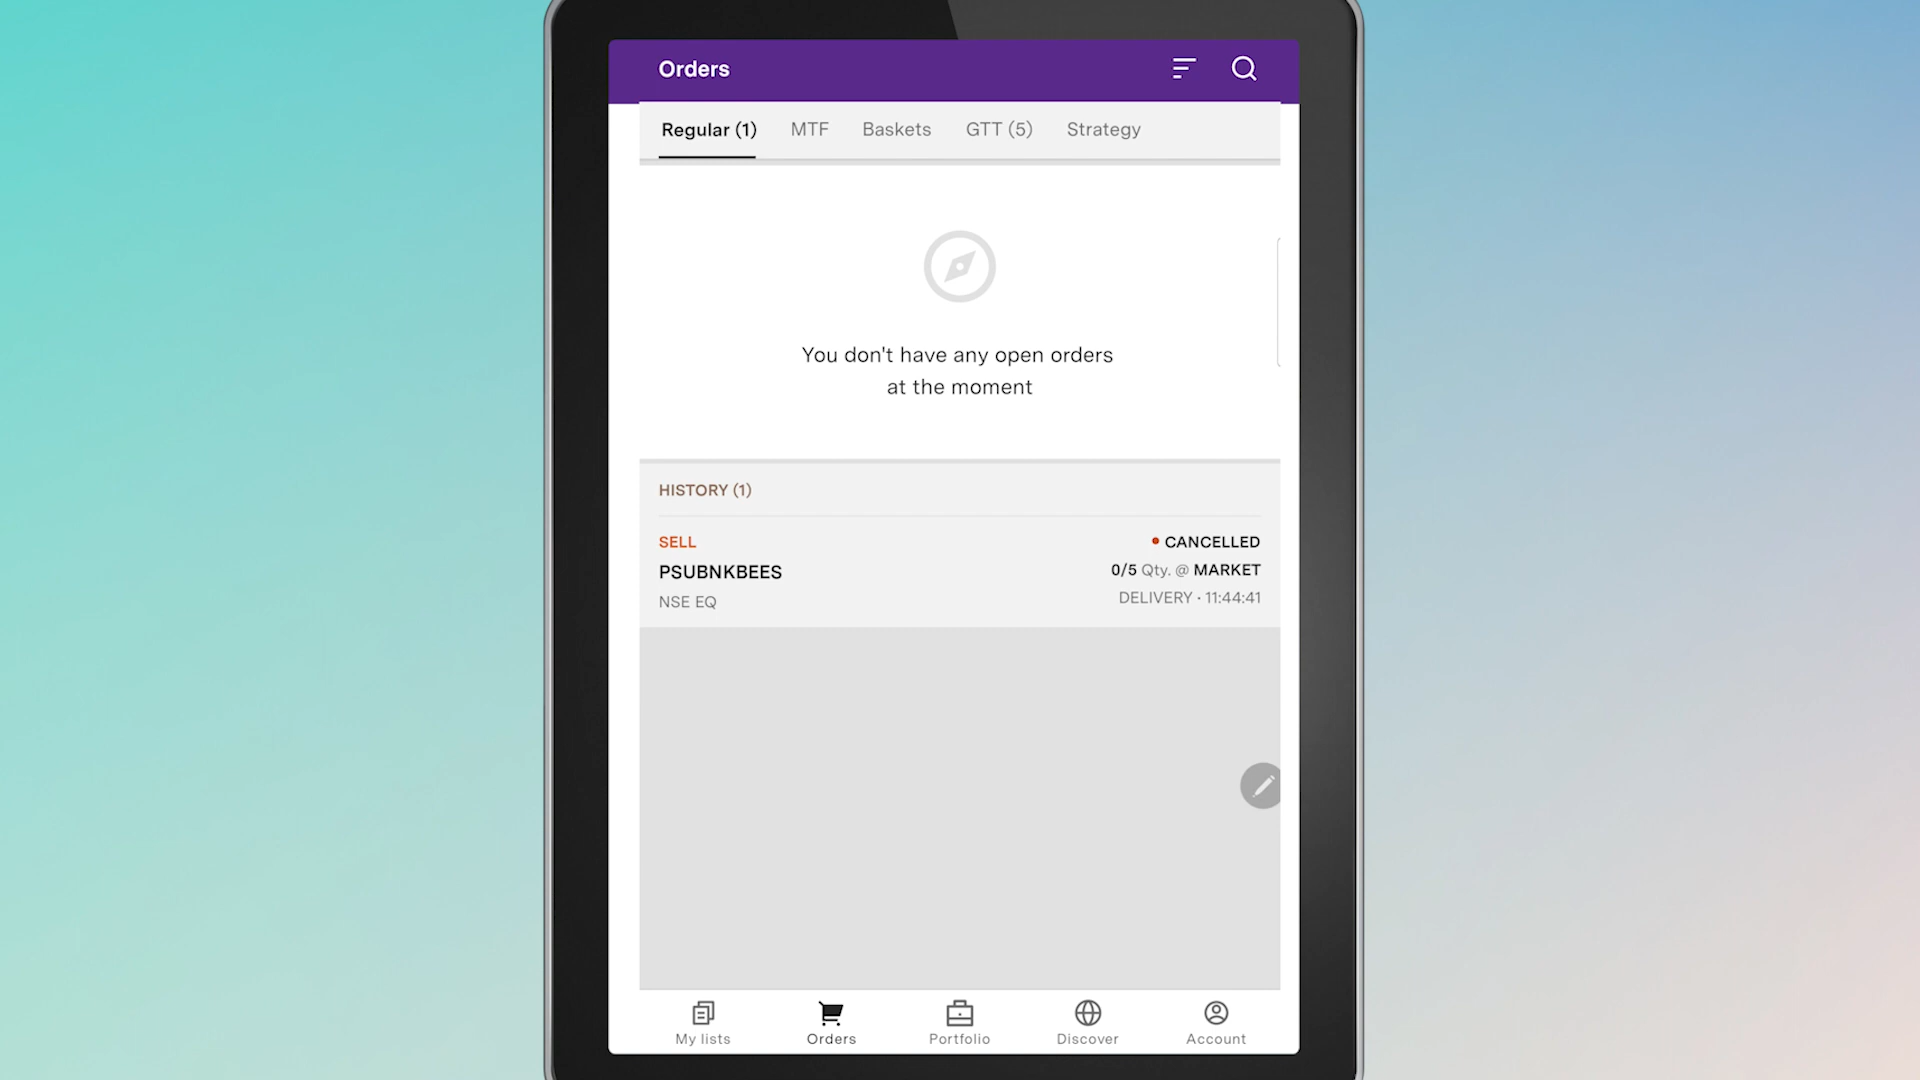 Orders
Regular (1) MTF Baskets GTT (5) Strategy
You don't have any open orders
at the moment
HISTORY (1)
SELL CANCELLED
PSUBNKBEES 0/5 Qty. @ MARKET
NSE EQ DELIVERY • 11:44:41
My lists Orders Portfolio Discover Account